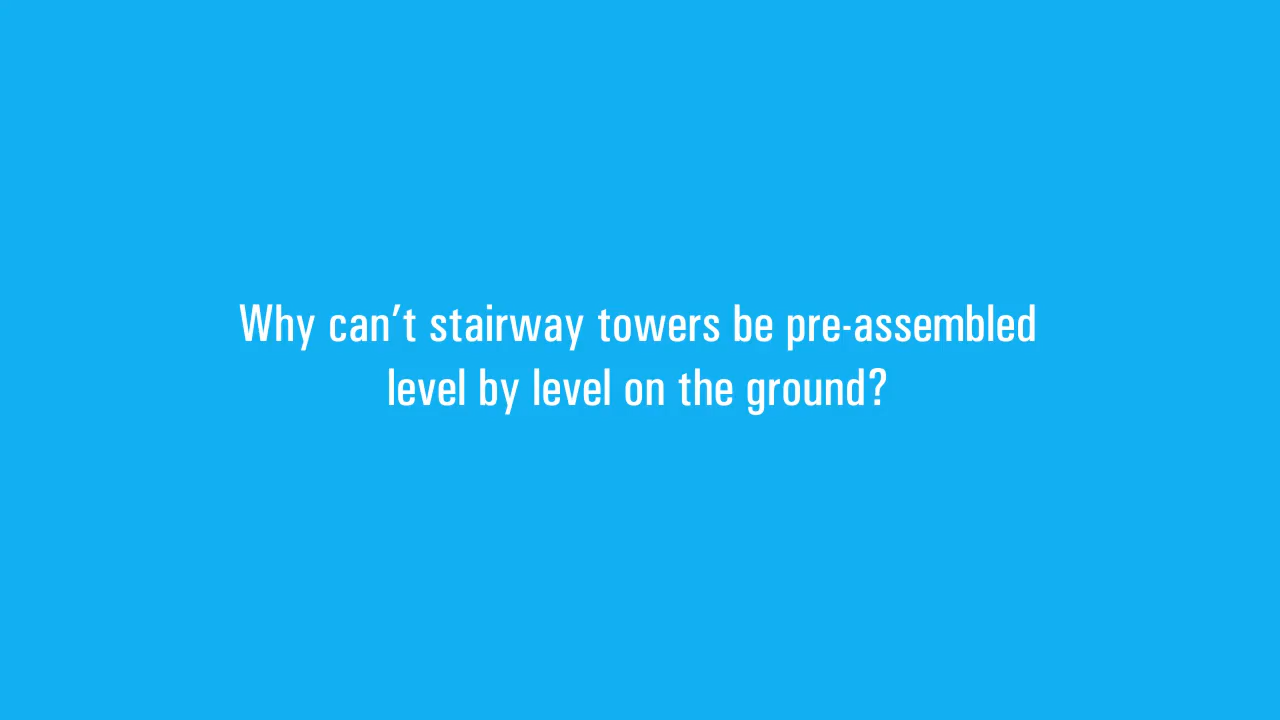 Why can’t stairway towers be pre-assembled
level by level on the ground?